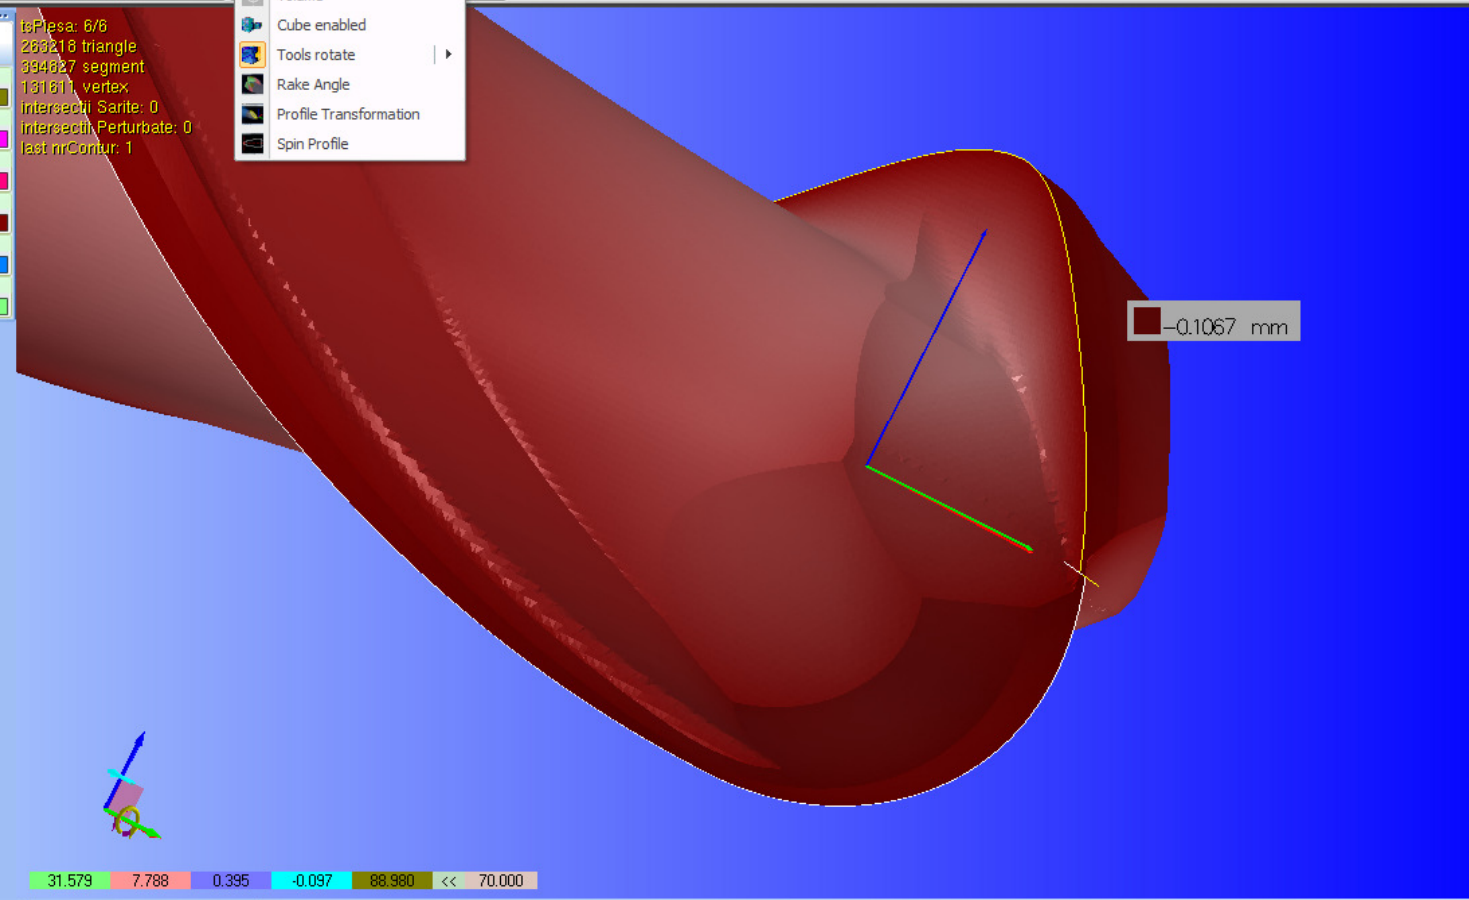 tsPiesa: 6/6
263218 triangle
394827 segment
131611 vertex
intersectii Sarite: 0
intersectii Perturbate: 0
last nrContur: 1
Cube enabled
Tools rotate
Rake Angle
Profile Transformation
Spin Profile
-0.1067 mm
31.579 7.788 0.395 -0.097 88.980 << 70.000